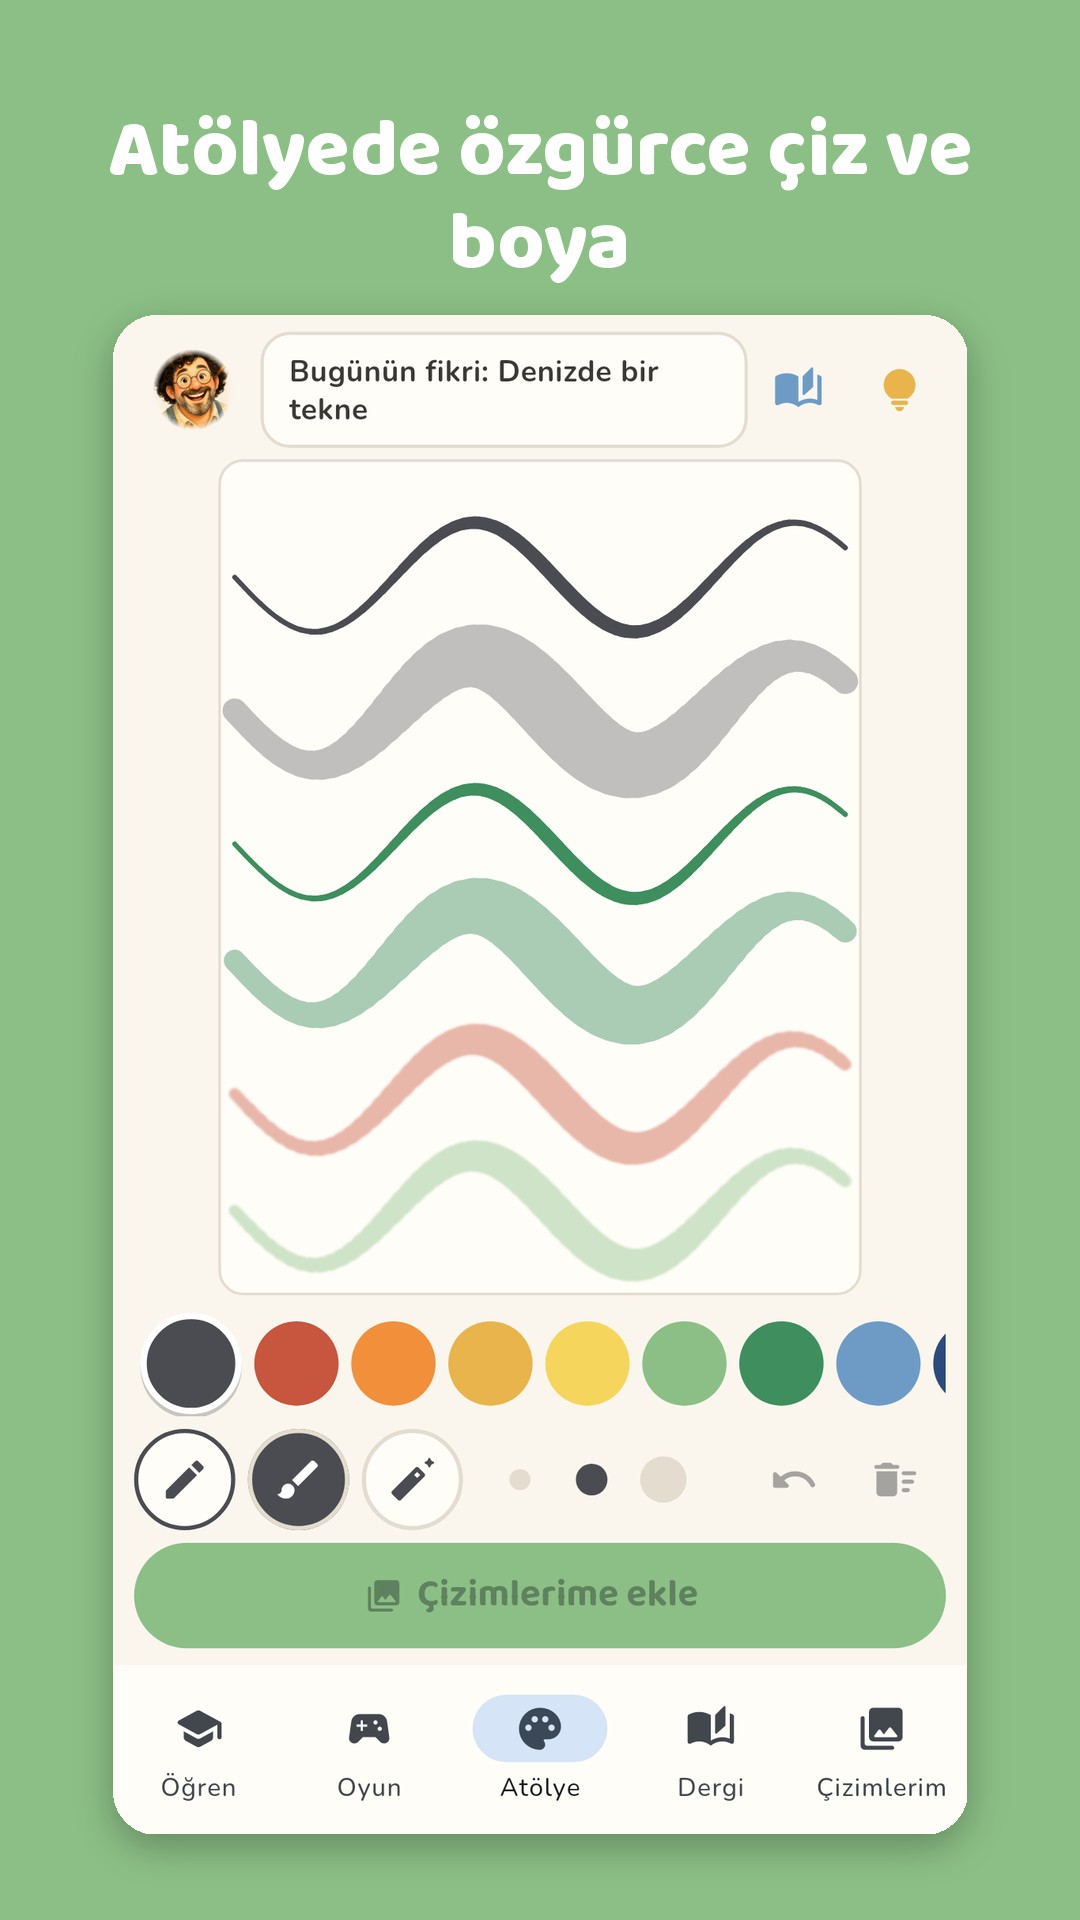 Atölyede özgürce çiz ve
boya
Bugünün fikri: Denizde bir
tekne
Çizimlerime ekle
Öğren
Oyun
Atölye
Dergi
Çizimlerim